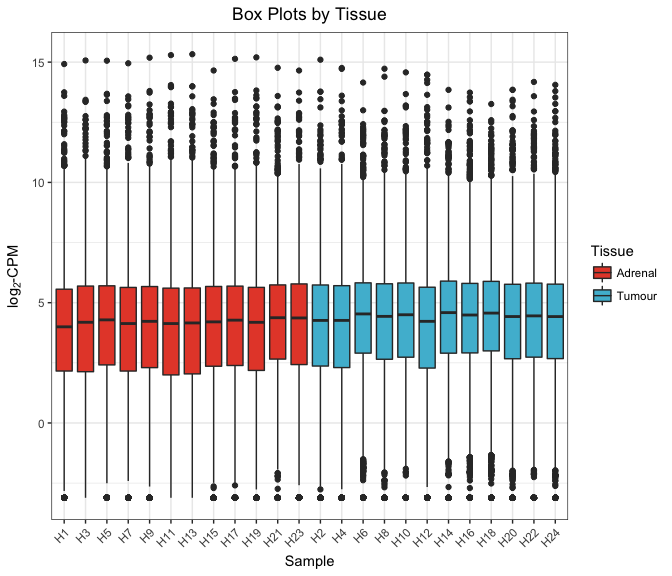 Box Plots by Tissue
15
10
5
0
log₂-CPM
H1 H3 H5 H7 H9 H11 H13 H15 H17 H19 H21 H23 H2 H4 H6 H8 H10 H12 H14 H16 H18 H20 H22 H24
Sample
Tissue
Adrenal
Tumour